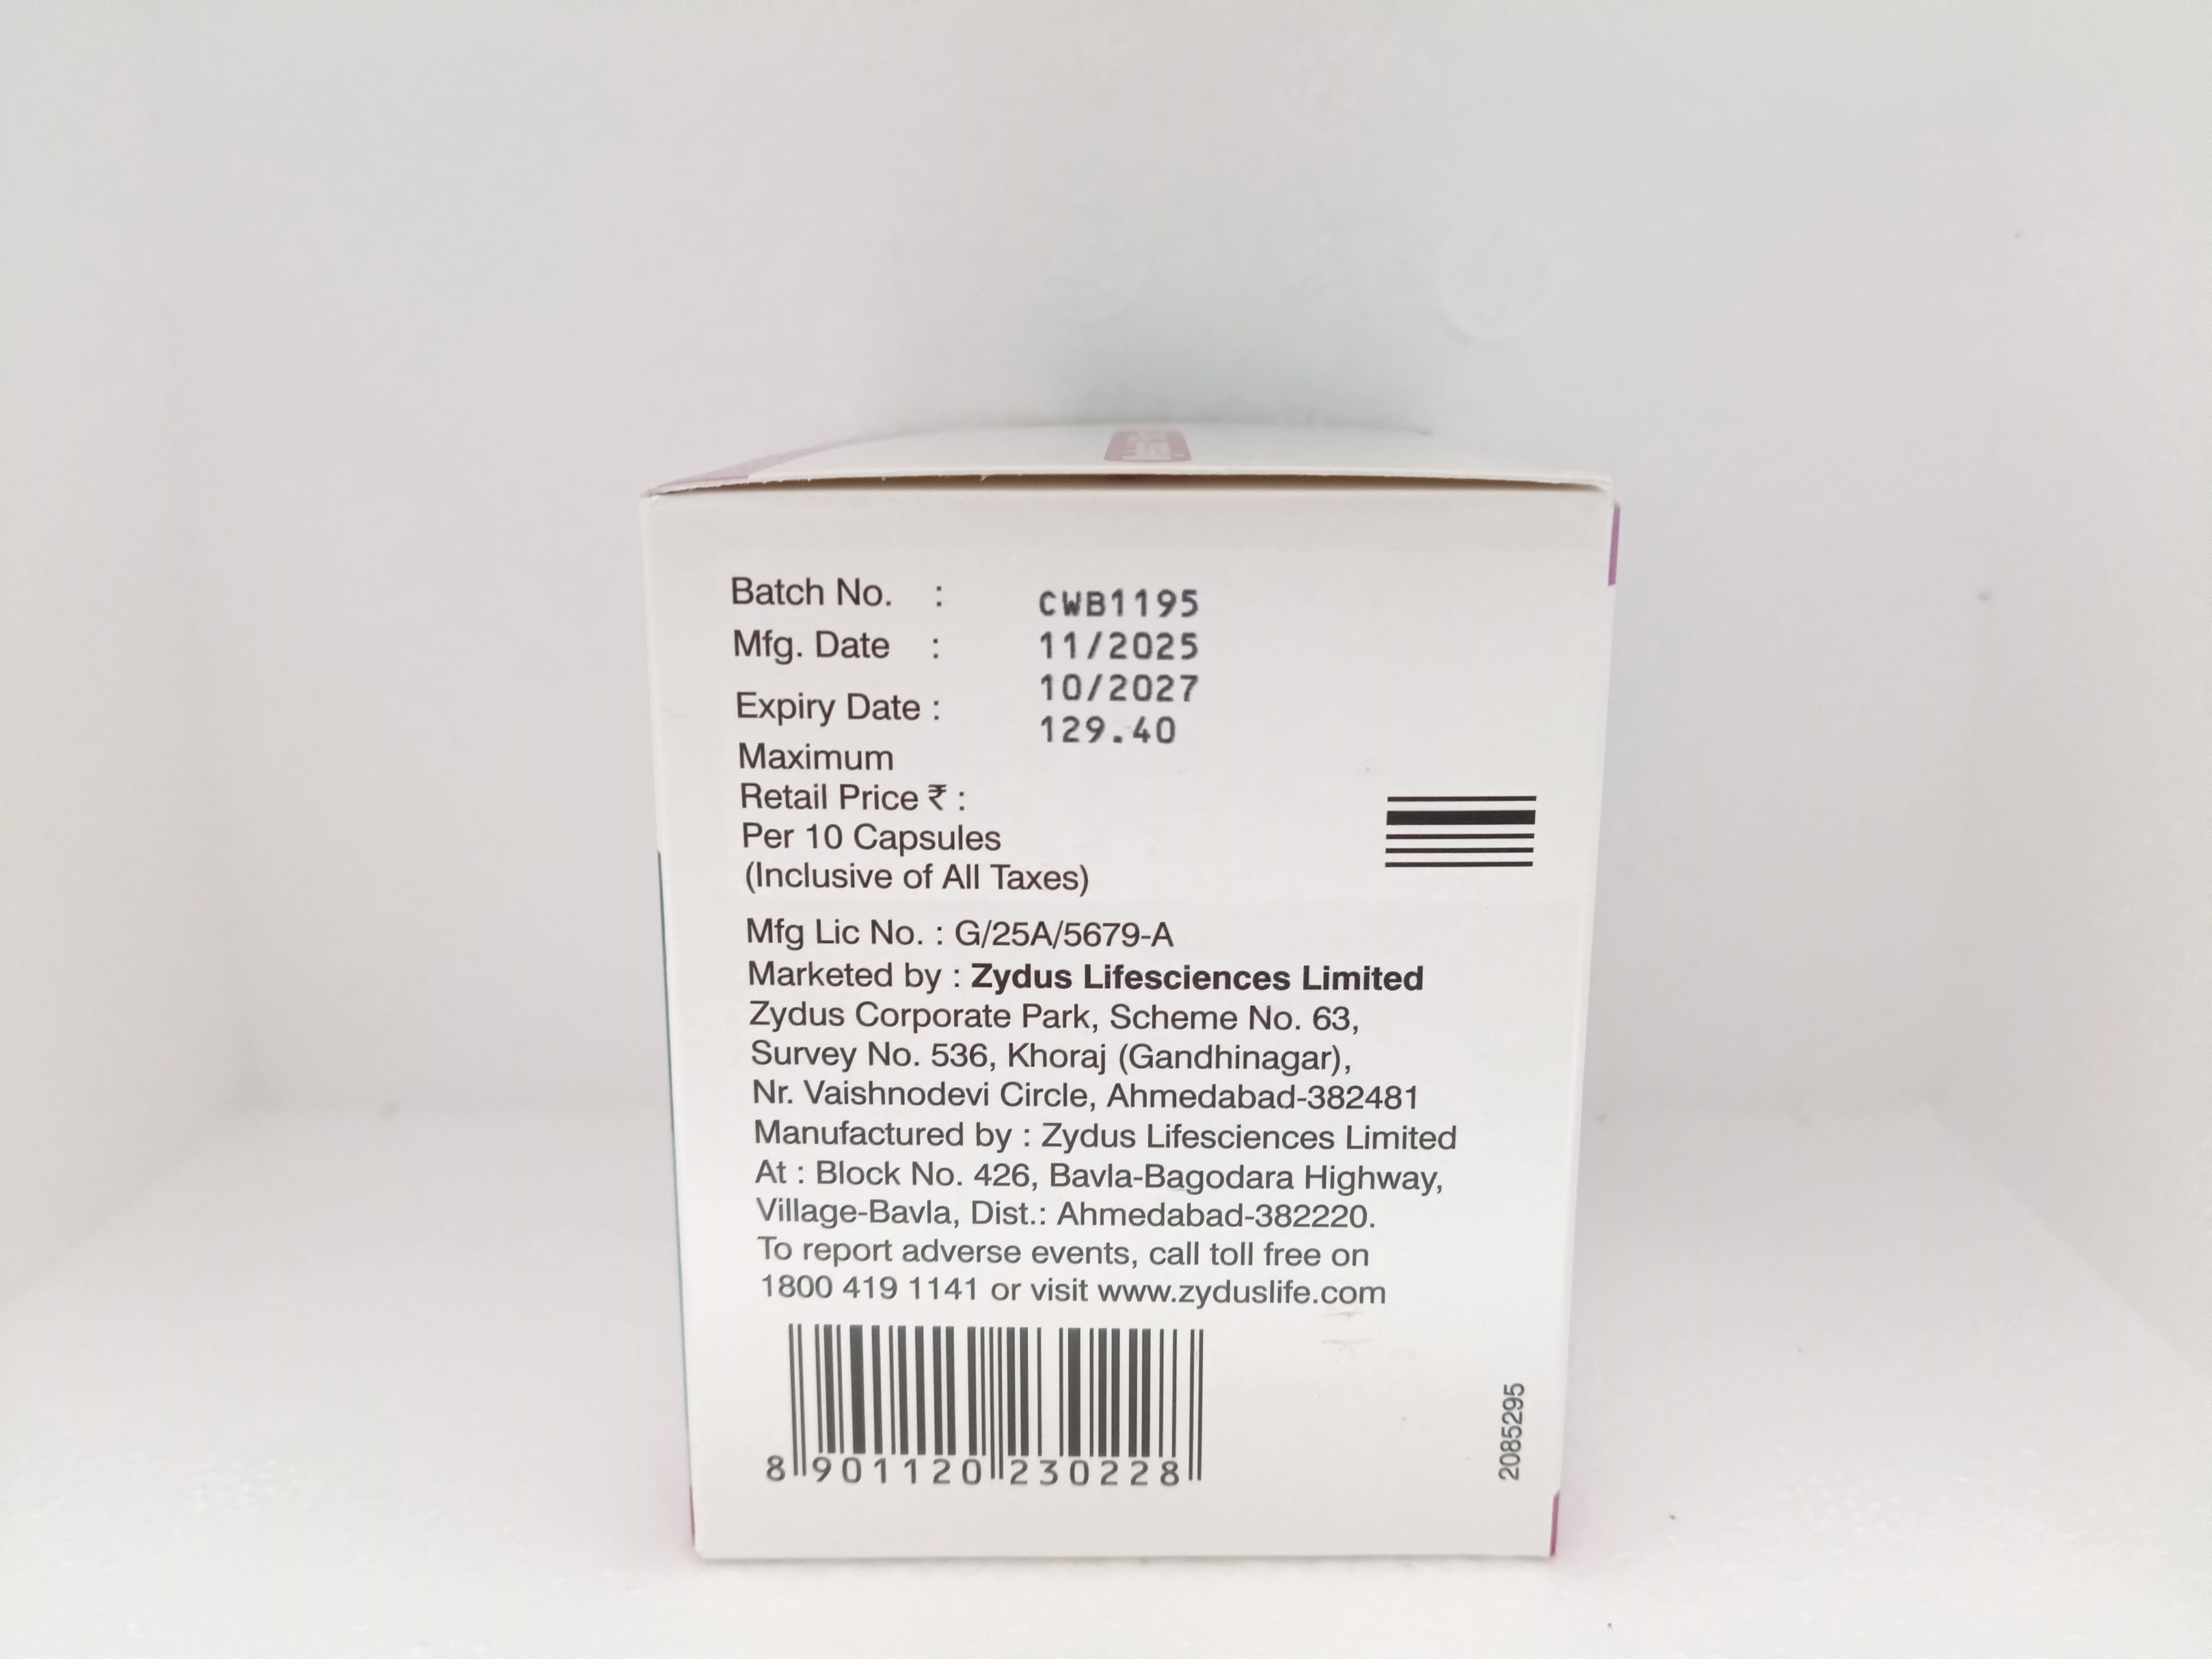 Batch No. : CWB1195
Mfg. Date : 11/2025
Expiry Date : 10/2027
129.40
Maximum
Retail Price ₹ :
Per 10 Capsules
(Inclusive of All Taxes)
Mfg Lic No. : G/25A/5679-A
Marketed by : Zydus Lifesciences Limited
Zydus Corporate Park, Scheme No. 63,
Survey No. 536, Khoraj (Gandhinagar),
Nr. Vaishnodevi Circle, Ahmedabad-382481
Manufactured by : Zydus Lifesciences Limited
At : Block No. 426, Bavla-Bagodara Highway,
Village-Bavla, Dist.: Ahmedabad-382220.
To report adverse events, call toll free on
1800 419 1141 or visit www.zyduslife.com
8 901120 230228
2085295